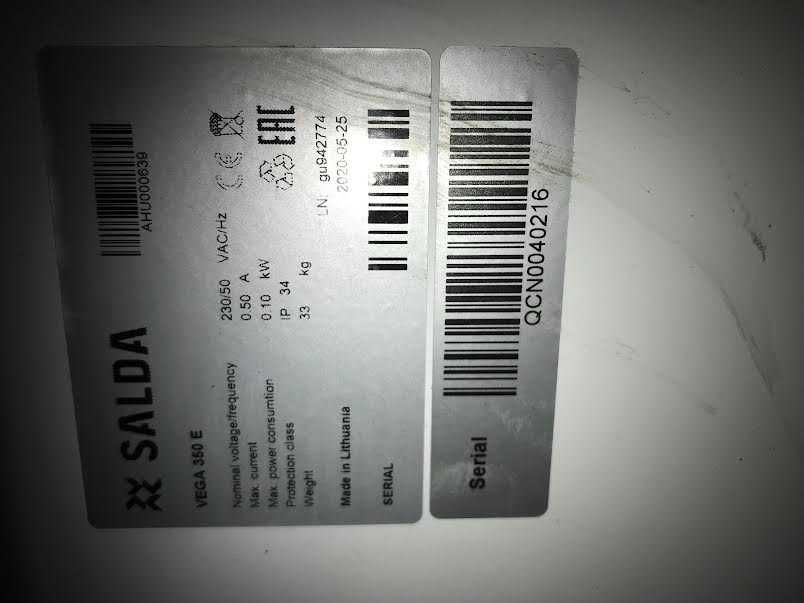 SALDA
AHU000639
VEGA 350 E
Nominal voltage/frequency 230/50 VAC/Hz
Max. current 0.50 A
Max. power consumtion 0.10 kW
Protection class IP 34
Weight 33 kg
CE
EAC
Made in Lithuania
LN: gu942774
2020-05-25
SERIAL
Serial
QCN0040216